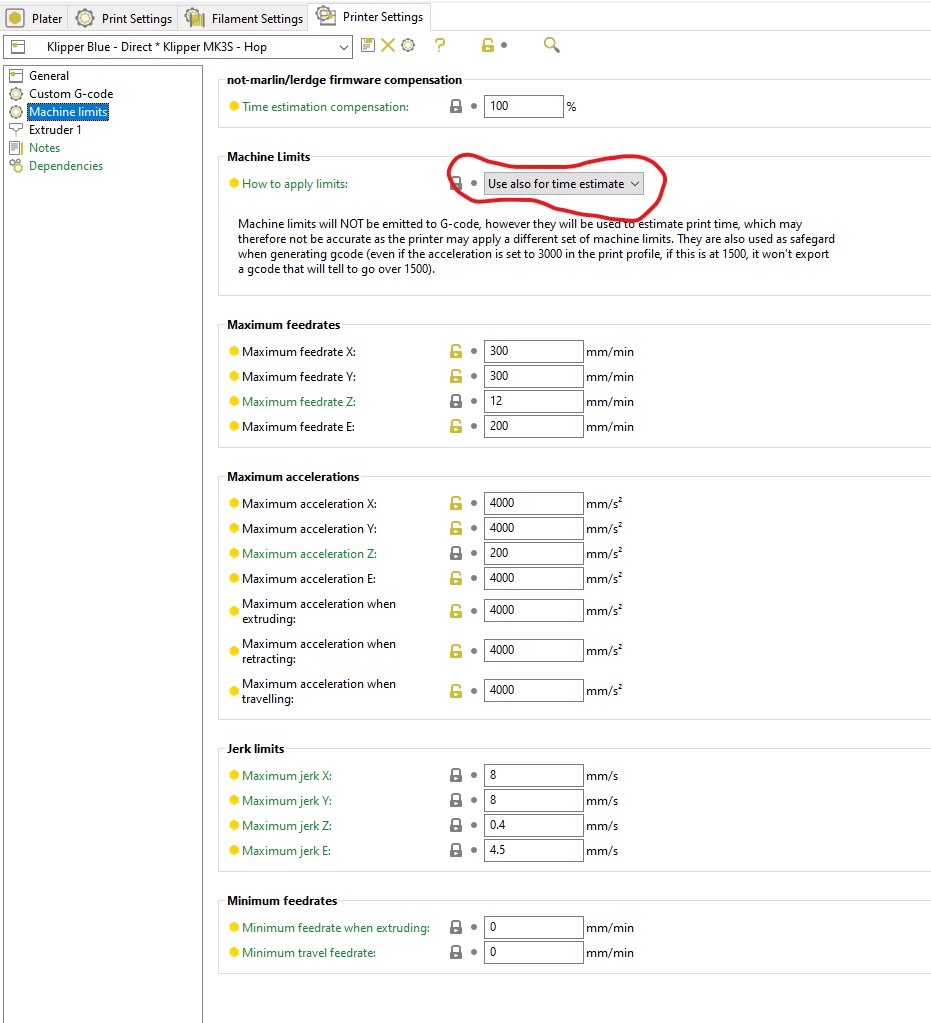 Plater Print Settings Filament Settings Printer Settings
Klipper Blue - Direct * Klipper MK3S - Hop ?
General
Custom G-code
Machine limits
Extruder 1
Notes
Dependencies
not-marlin/lerdge firmware compensation
Time estimation compensation: 100 %
Machine Limits
How to apply limits: Use also for time estimate
Machine limits will NOT be emitted to G-code, however they will be used to estimate print time, which may
therefore not be accurate as the printer may apply a different set of machine limits. They are also used as safegard
when generating gcode (even if the acceleration is set to 3000 in the print profile, if this is at 1500, it won't export
a gcode that will tell to go over 1500).
Maximum feedrates
Maximum feedrate X: 300 mm/min
Maximum feedrate Y: 300 mm/min
Maximum feedrate Z: 12 mm/min
Maximum feedrate E: 200 mm/min
Maximum accelerations
Maximum acceleration X: 4000 mm/s²
Maximum acceleration Y: 4000 mm/s²
Maximum acceleration Z: 200 mm/s²
Maximum acceleration E: 4000 mm/s²
Maximum acceleration when
extruding: 4000 mm/s²
Maximum acceleration when
retracting: 4000 mm/s²
Maximum acceleration when
travelling: 4000 mm/s²
Jerk limits
Maximum jerk X: 8 mm/s
Maximum jerk Y: 8 mm/s
Maximum jerk Z: 0.4 mm/s
Maximum jerk E: 4.5 mm/s
Minimum feedrates
Minimum feedrate when extruding: 0 mm/min
Minimum travel feedrate: 0 mm/min